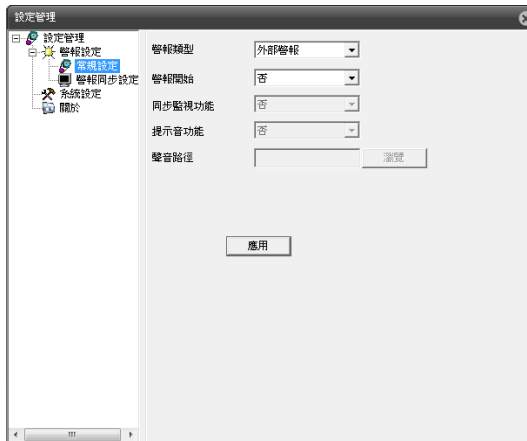 設定管理
設定管理
警報設定
常規設定
警報同步設定
系統設定
關於
警報類型 外部警報
警報開始 否
同步監視功能 否
提示音功能 否
聲音路徑 瀏覽
應用